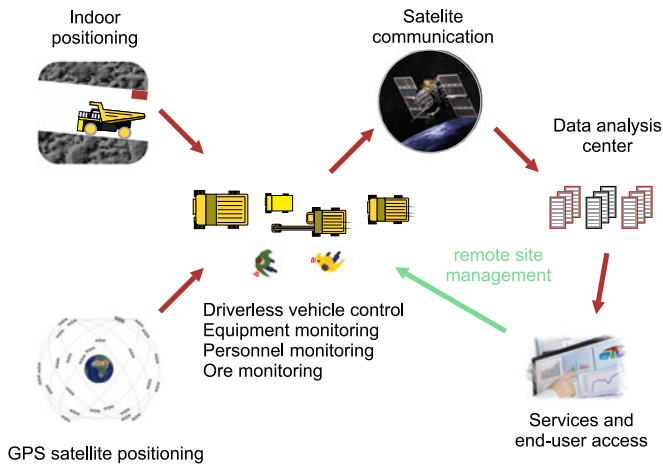 Indoor
positioning
Satelite
communication
Data analysis
center
remote site
management
Driverless vehicle control
Equipment monitoring
Personnel monitoring
Ore monitoring
GPS satellite positioning
Services and
end-user access